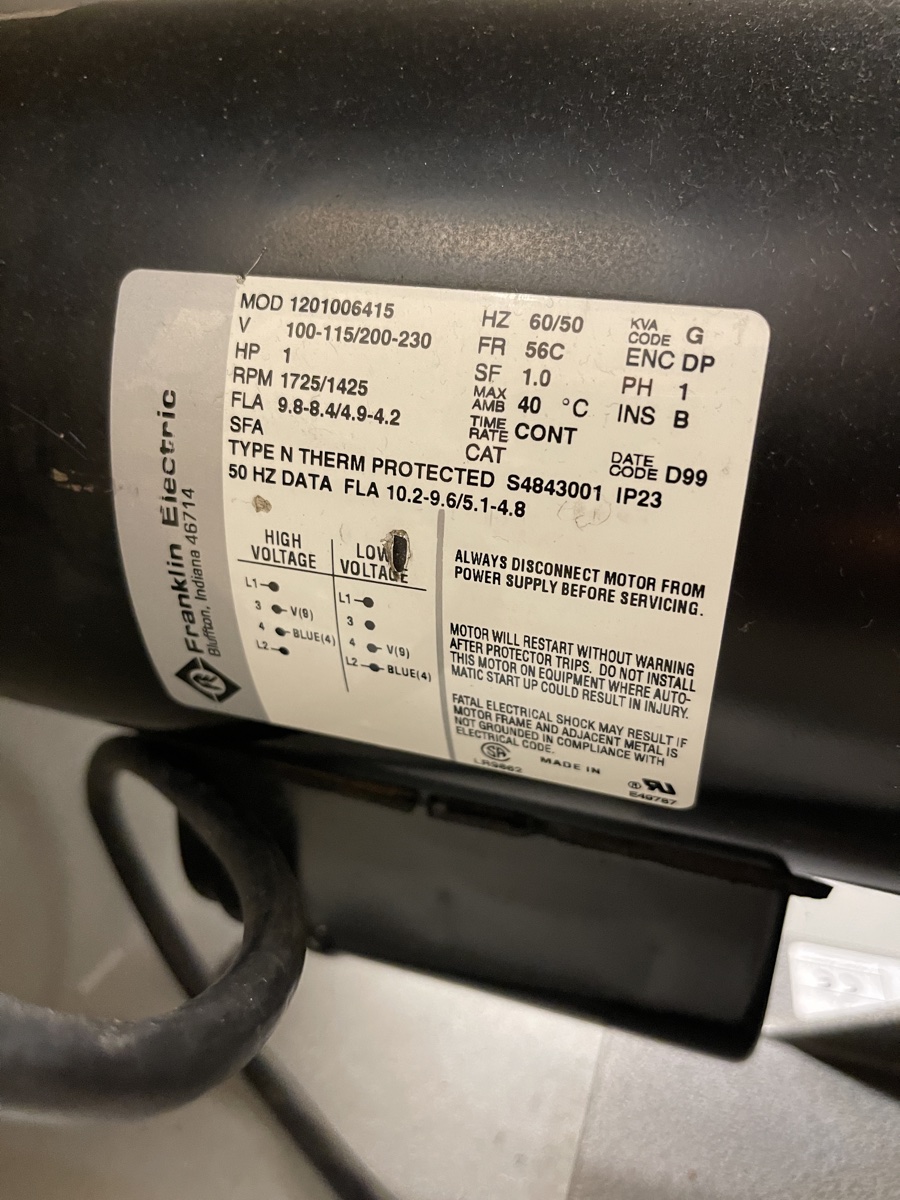 Franklin Electric
Bluffton, Indiana 46714
MOD 1201006415
V 100-115/200-230
HP 1
RPM 1725/1425
FLA 9.8-8.4/4.9-4.2
SFA
HZ 60/50
FR 56C
SF 1.0
MAX AMB 40 °C
TIME RATE CONT
CAT
KVA CODE G
ENC DP
PH 1
INS B
DATE CODE D99
TYPE N THERM PROTECTED S4843001 IP23
50 HZ DATA FLA 10.2-9.6/5.1-4.8
HIGH VOLTAGE
L1
3 V(9)
4 BLUE(4)
L2
LOW VOLTAGE
L1
3
4 V(9)
L2 BLUE(4)
ALWAYS DISCONNECT MOTOR FROM
POWER SUPPLY BEFORE SERVICING.
MOTOR WILL RESTART WITHOUT WARNING
AFTER PROTECTOR TRIPS. DO NOT INSTALL
THIS MOTOR ON EQUIPMENT WHERE AUTO-
MATIC START UP COULD RESULT IN INJURY.
FATAL ELECTRICAL SHOCK MAY RESULT IF
MOTOR FRAME AND ADJACENT METAL IS
NOT GROUNDED IN COMPLIANCE WITH
ELECTRICAL CODE.
MADE IN